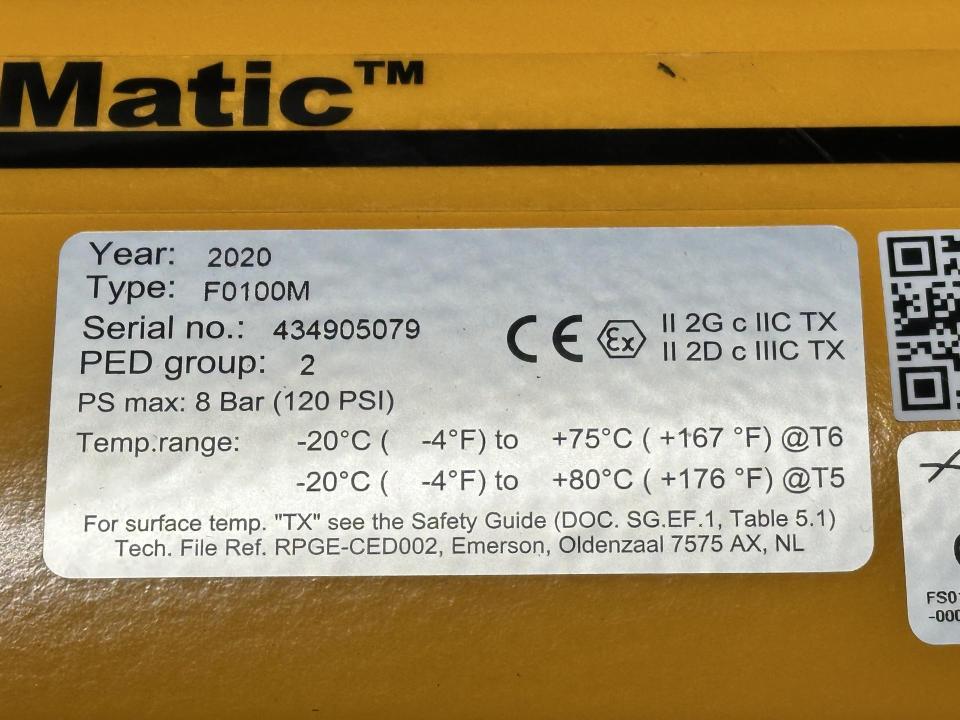 Matic™
Year: 2020
Type: F0100M
Serial no.: 434905079
PED group: 2
CE Ex II 2G c IIC TX
II 2D c IIIC TX
PS max: 8 Bar (120 PSI)
Temp.range: -20°C ( -4°F) to +75°C ( +167 °F) @T6
-20°C ( -4°F) to +80°C ( +176 °F) @T5
For surface temp. "TX" see the Safety Guide (DOC. SG.EF.1, Table 5.1)
Tech. File Ref. RPGE-CED002, Emerson, Oldenzaal 7575 AX, NL
FS01
-000